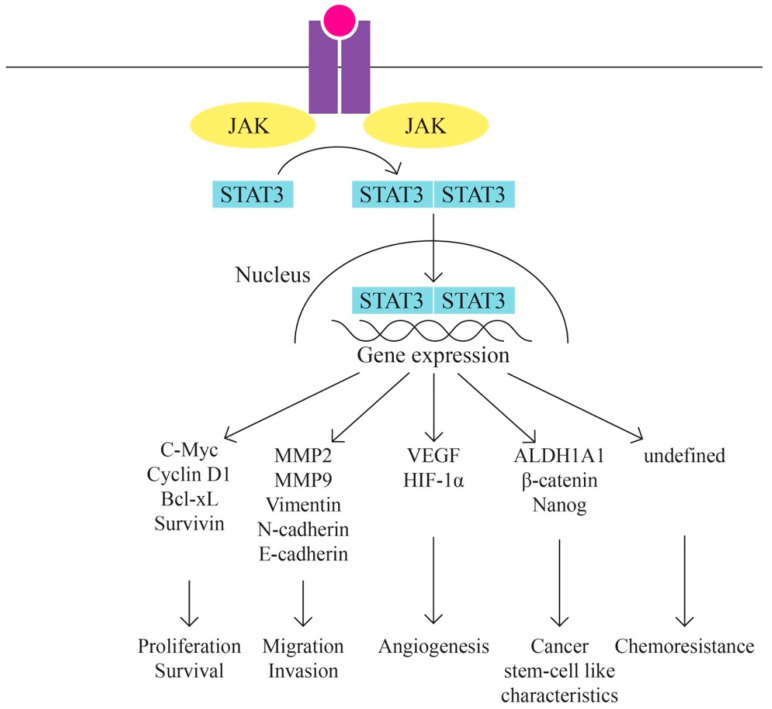 JAK
JAK
STAT3
STAT3 STAT3
Nucleus
STAT3 STAT3
Gene expression
C-Myc
Cyclin D1
Bcl-xL
Survivin
MMP2
MMP9
Vimentin
N-cadherin
E-cadherin
VEGF
HIF-1α
ALDH1A1
β-catenin
Nanog
undefined
Proliferation
Survival
Migration
Invasion
Angiogenesis
Cancer
stem-cell like
characteristics
Chemoresistance